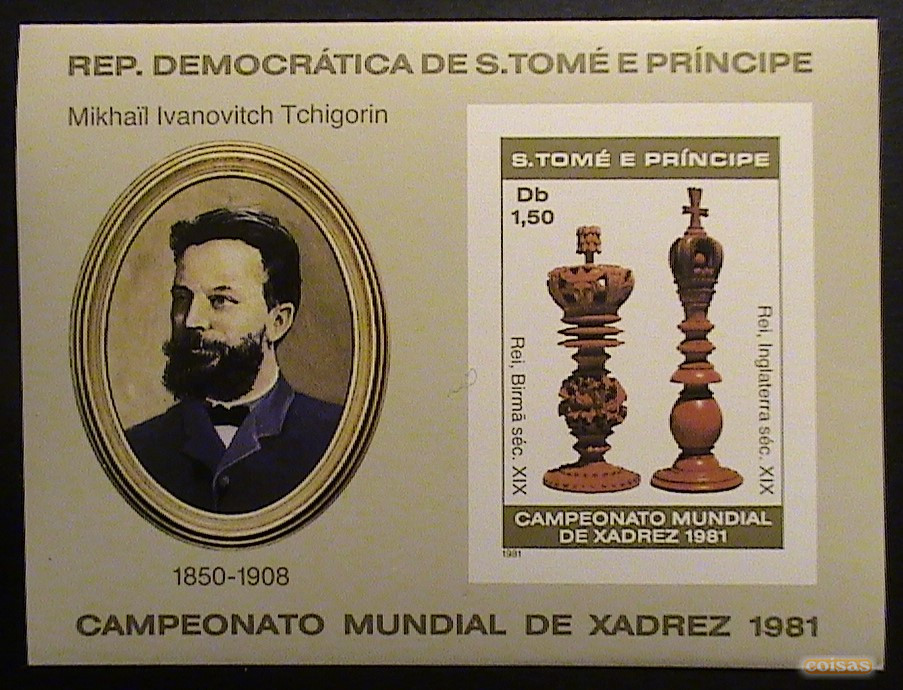 REP. DEMOCRÁTICA DE S.TOMÉ E PRÍNCIPE
Mikhaïl Ivanovitch Tchigorin
1850-1908
S.TOMÉ E PRÍNCIPE
Db
1,50
Rei, Birmã séc. XIX
Rei, Inglaterra séc. XIX
CAMPEONATO MUNDIAL
DE XADREZ 1981
1981
CAMPEONATO MUNDIAL DE XADREZ 1981
coisas